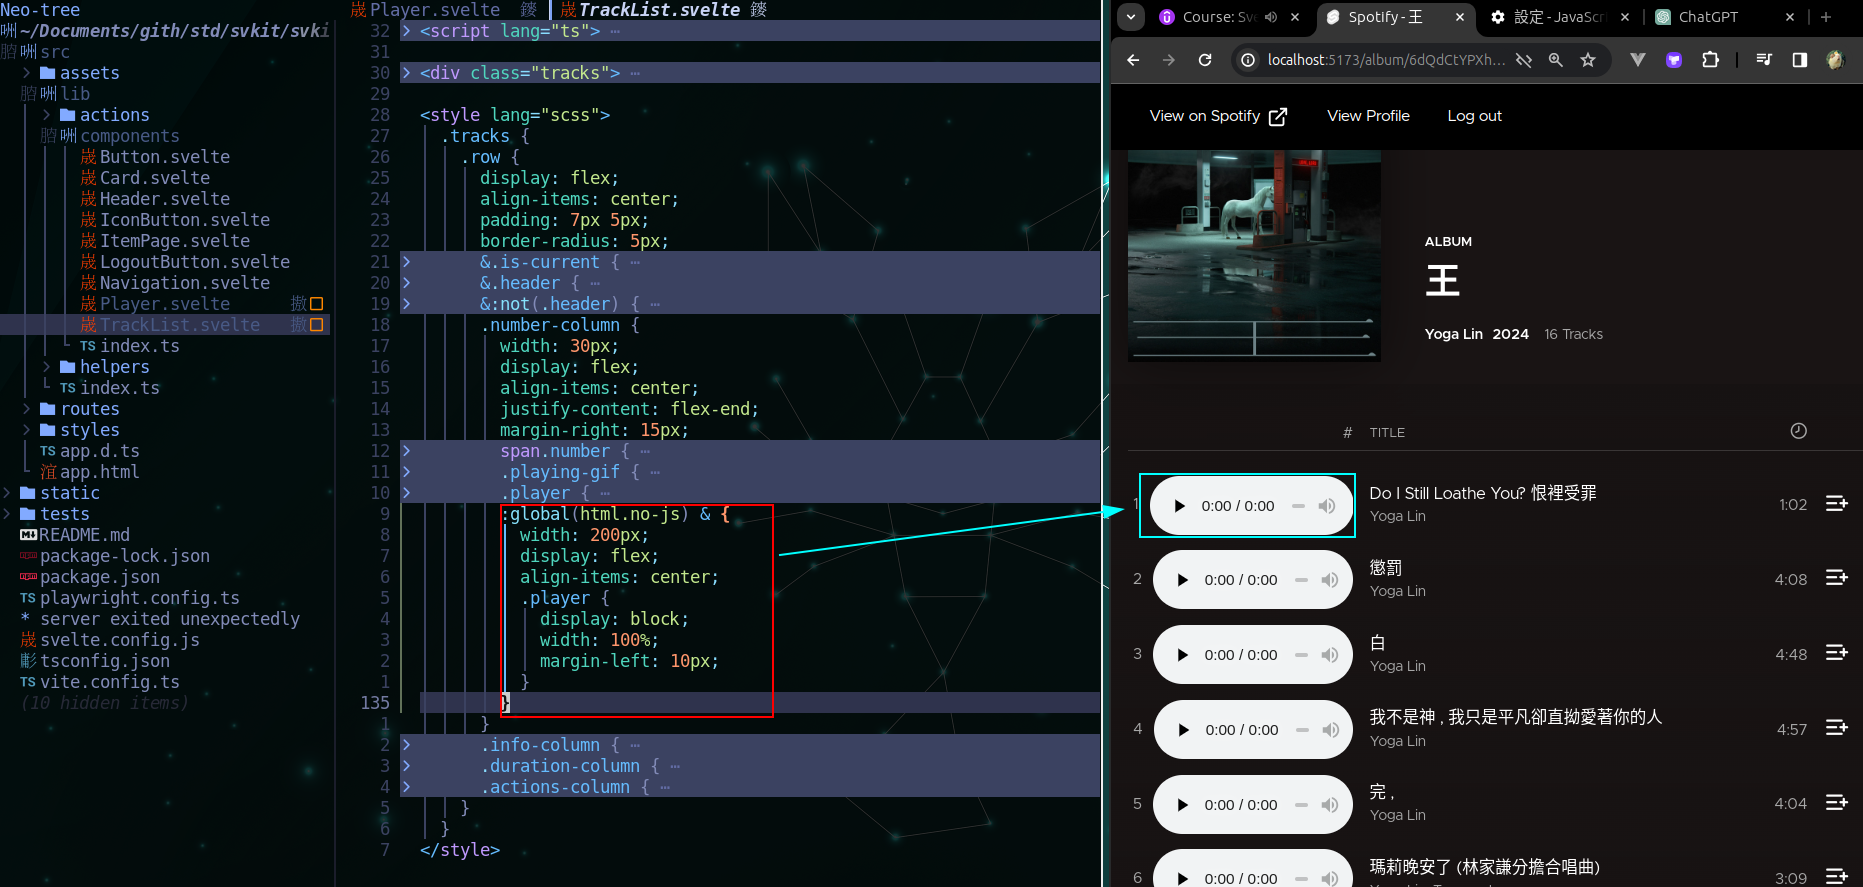 Neo-tree
~/Documents/gith/std/svkit/svki
src
assets
lib
actions
components
Button.svelte
Card.svelte
Header.svelte
IconButton.svelte
ItemPage.svelte
LogoutButton.svelte
Navigation.svelte
Player.svelte
TrackList.svelte
TS index.ts
helpers
TS index.ts
routes
styles
TS app.d.ts
app.html
static
tests
README.md
package-lock.json
package.json
TS playwright.config.ts
* server exited unexpectedly
svelte.config.js
tsconfig.json
TS vite.config.ts
(10 hidden items)
Player.svelte
TrackList.svelte
32 > <script lang="ts"> ⋯
31
30 > <div class="tracks"> ⋯
29
28 <style lang="scss">
27 .tracks {
26 .row {
25 display: flex;
24 align-items: center;
23 padding: 7px 5px;
22 border-radius: 5px;
21 > &.is-current { ⋯
20 > &.header { ⋯
19 > &:not(.header) { ⋯
18 .number-column {
17 width: 30px;
16 display: flex;
15 align-items: center;
14 justify-content: flex-end;
13 margin-right: 15px;
12 > span.number { ⋯
11 > .playing-gif { ⋯
10 > .player { ⋯
9 :global(html.no-js) & {
8 width: 200px;
7 display: flex;
6 align-items: center;
5 .player {
4 display: block;
3 width: 100%;
2 margin-left: 10px;
1 }
135 }
1 }
2 > .info-column { ⋯
3 > .duration-column { ⋯
4 > .actions-column { ⋯
5 }
6 }
7 </style>
Course: Sve
Spotify - 王
設定 - JavaScri
ChatGPT
localhost:5173/album/6dQdCtYPXh...
View on Spotify
View Profile
Log out
ALBUM
王
Yoga Lin 2024 16 Tracks
# TITLE
1 0:00 / 0:00 Do I Still Loathe You? 恨裡受罪 1:02
Yoga Lin
2 0:00 / 0:00 懲罰 4:08
Yoga Lin
3 0:00 / 0:00 白 4:48
Yoga Lin
4 0:00 / 0:00 我不是神 , 我只是平凡卻直拗愛著你的人 4:57
Yoga Lin
5 0:00 / 0:00 完 , 4:04
Yoga Lin
6 0:00 / 0:00 瑪莉晚安了 (林家謙分擔合唱曲) 3:09